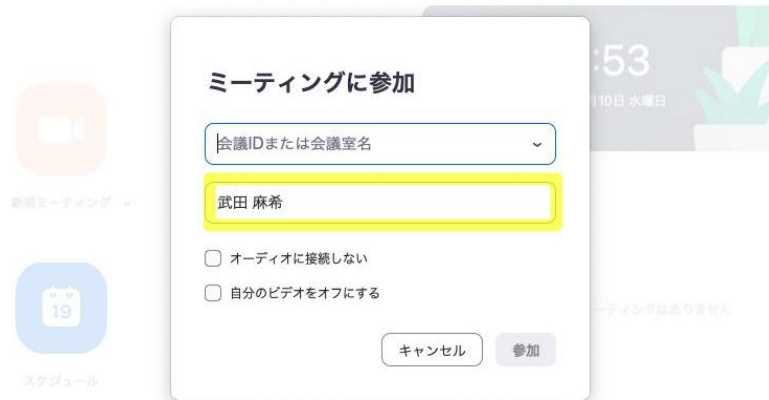 :53
月10日 水曜日
ミーティングに参加
会議IDまたは会議室名
武田 麻希
新規ミーティング
オーディオに接続しない
自分のビデオをオフにする
19
ーティングはありません
キャンセル
参加
スケジュール